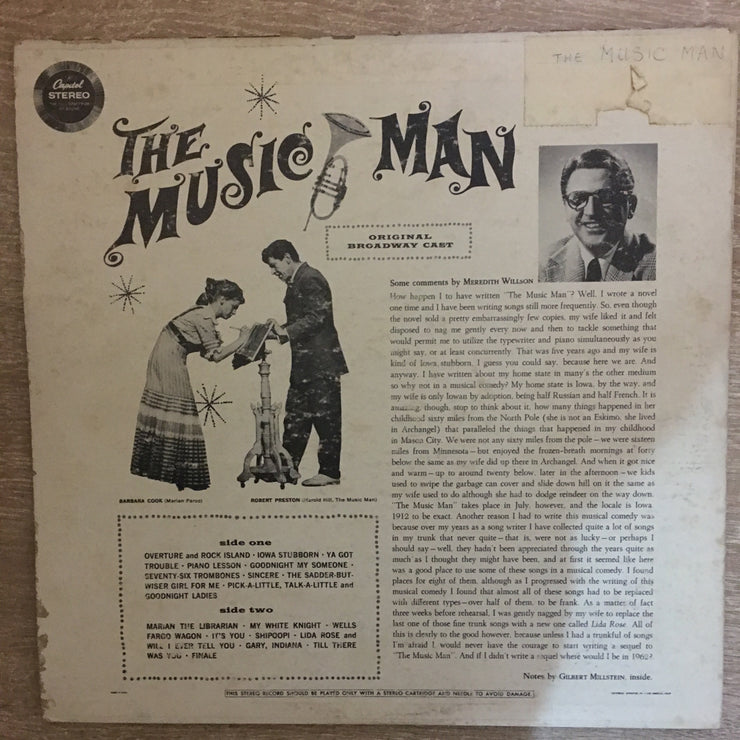 THE MUSIC MAN
Capitol
STEREO
THE
MUSIC MAN
ORIGINAL
BROADWAY CAST
Some comments by MEREDITH WILLSON
How happen I to have written "The Music Man"? Well, I wrote a novel
one time and I have been writing songs still more frequently. So, even though
the novel sold a pretty embarrassingly few copies, my wife liked it and felt
disposed to nag me gently every now and then to tackle something that
would permit me to utilize the typewriter and piano simultaneously as you
might say, or at least concurrently. That was five years ago and my wife is
kind of Iowa stubborn, I guess you could say, because here we are. And
anyway, I have written about my home state in many's the other medium
so why not in a musical comedy? My home state is Iowa, by the way, and
my wife is only Iowan by adoption, being half Russian and half French. It is
amazing, though, stop to think about it, how many things happened in her
childhood sixty miles from the North Pole (she is not an Eskimo, she lived
in Archangel) that paralleled the things that happened in my childhood
in Mason City. We were not any sixty miles from the pole – we were sixteen
miles from Minnesota – but enjoyed the frozen-breath mornings at forty
below the same as my wife did up there in Archangel. And when it got nice
and warm – up to around twenty below, later in the afternoon – we kids
used to swipe the garbage can cover and slide down hill on it the same as
my wife used to do although she had to dodge reindeer on the way down.
"The Music Man" takes place in July, however, and the locale is Iowa,
1912 to be exact. Another reason I had to write this musical comedy was
because over my years as a song writer I have collected quite a lot of songs
in my trunk that never quite – that is, were not as lucky – or perhaps I
should say – well, they hadn't been appreciated through the years quite as
much as I thought they might have been, and at first it seemed like here
was a good place to use some of these songs in a musical comedy. I found
places for eight of them, although as I progressed with the writing of this
musical comedy I found that almost all of these songs had to be replaced
with different types – over half of them, to be frank. As a matter of fact
three weeks before rehearsal, I was gently nagged by my wife to replace the
last one of those fine trunk songs with a new one called Lida Rose. All of
this is clearly to the good however, because unless I had a trunkful of songs
I'm afraid I would never have the courage to start writing a sequel to
"The Music Man". And if I didn't write a sequel where would I be in 1962?
Notes by GILBERT MILLSTEIN, inside.
BARBARA COOK (Marian Paroo)
ROBERT PRESTON (Harold Hill, The Music Man)
side one
OVERTURE and ROCK ISLAND · IOWA STUBBORN · YA GOT
TROUBLE · PIANO LESSON · GOODNIGHT MY SOMEONE ·
SEVENTY-SIX TROMBONES · SINCERE · THE SADDER-BUT-
WISER GIRL FOR ME · PICK-A-LITTLE, TALK-A-LITTLE and
GOODNIGHT LADIES
side two
MARIAN THE LIBRARIAN · MY WHITE KNIGHT · WELLS
FARGO WAGON · IT'S YOU · SHIPOOPI · LIDA ROSE and
WILL I EVER TELL YOU · GARY, INDIANA · TILL THERE
WAS YOU · FINALE
THIS STEREO RECORD SHOULD BE PLAYED ONLY WITH A STEREO CARTRIDGE AND NEEDLE TO AVOID DAMAGE.